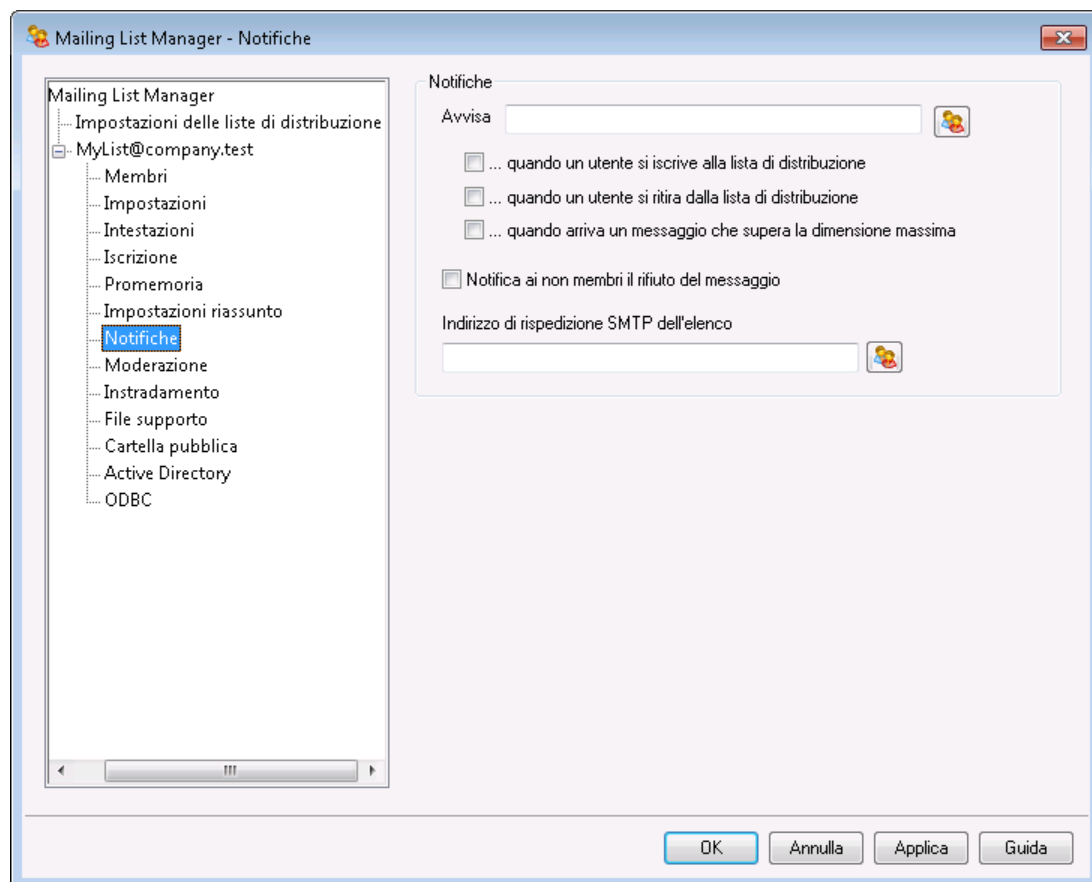 Mailing List Manager - Notifiche
Mailing List Manager
Impostazioni delle liste di distribuzione
MyList@company.test
Membri
Impostazioni
Intestazioni
Iscrizione
Promemoria
Impostazioni riassunto
Notifiche
Moderazione
Instradamento
File supporto
Cartella pubblica
Active Directory
ODBC
Notifiche
Avvisa
... quando un utente si iscrive alla lista di distribuzione
... quando un utente si ritira dalla lista di distribuzione
... quando arriva un messaggio che supera la dimensione massima
Notifica ai non membri il rifiuto del messaggio
Indirizzo di rispedizione SMTP dell'elenco
OK
Annulla
Applica
Guida